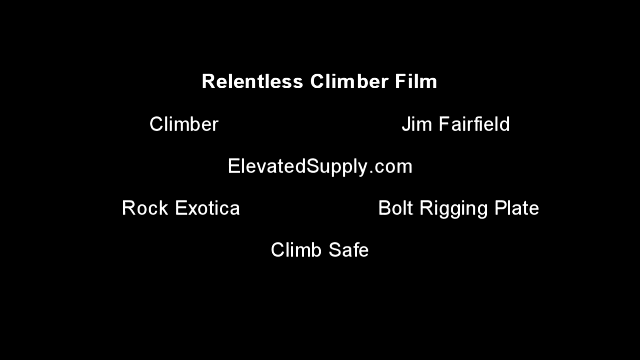 Relentless Climber Film
Climber Jim Fairfield
ElevatedSupply.com
Rock Exotica Bolt Rigging Plate
Climb Safe